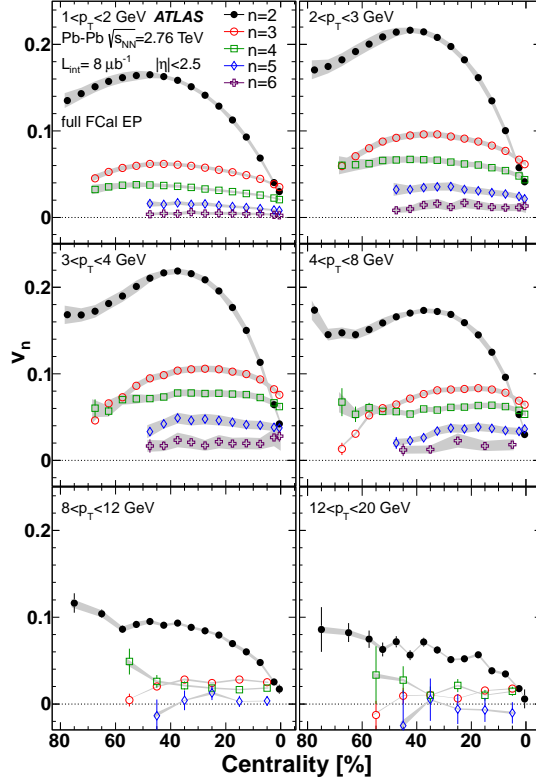 1<p_T<2 GeV ATLAS
Pb-Pb √s_NN=2.76 TeV
L_int= 8 μb⁻¹ |η|<2.5
full FCal EP
n=2
n=3
n=4
n=5
n=6
2<p_T<3 GeV
0.2
0.1
0
3<p_T<4 GeV
4<p_T<8 GeV
0.2
0.1
0
v_n
8<p_T<12 GeV
12<p_T<20 GeV
0.2
0.1
0
80 60 40 20 0 80 60 40 20 0
Centrality [%]